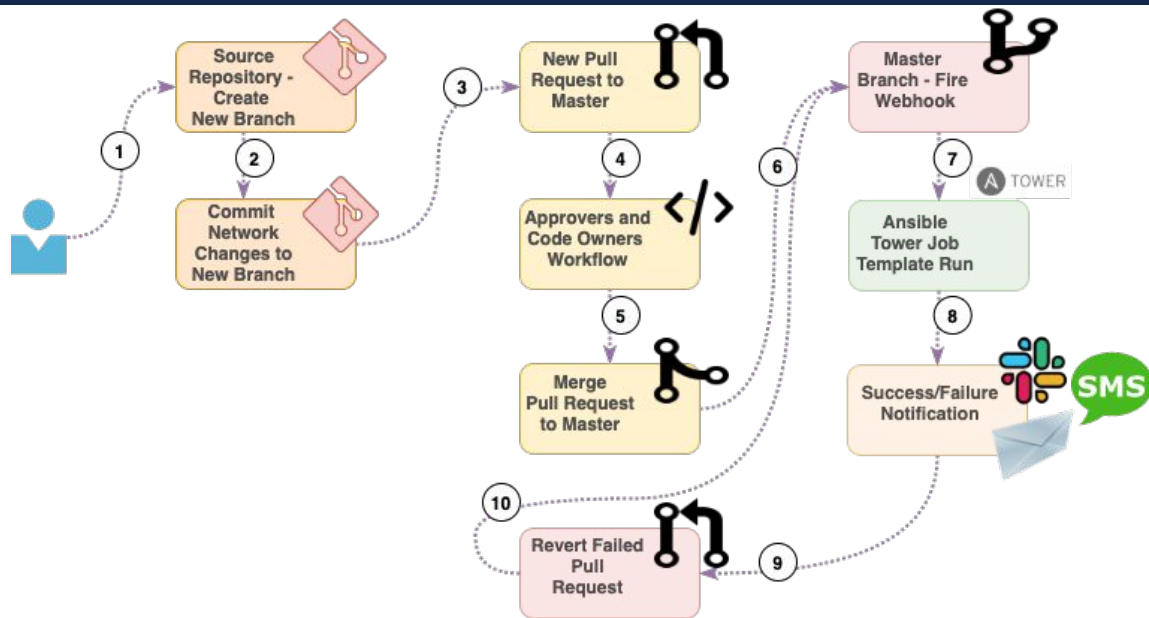 1
Source
Repository -
Create
New Branch
2
Commit
Network
Changes to
New Branch
3
New Pull
Request to
Master
4
Approvers and
Code Owners
Workflow
5
Merge
Pull Request
to Master
6
Master
Branch - Fire
Webhook
7
A TOWER
Ansible
Tower Job
Template Run
8
Success/Failure
Notification
SMS
9
Revert Failed
Pull
Request
10